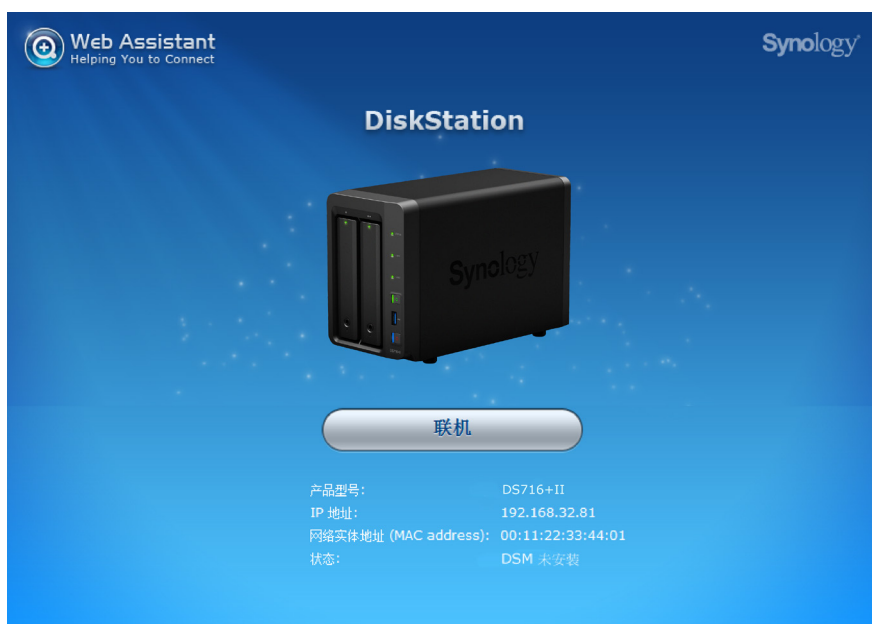 Web Assistant
Helping You to Connect
Synology
DiskStation
Synology
联机
产品型号: DS716+II
IP 地址: 192.168.32.81
网络实体地址 (MAC address): 00:11:22:33:44:01
状态: DSM 未安装